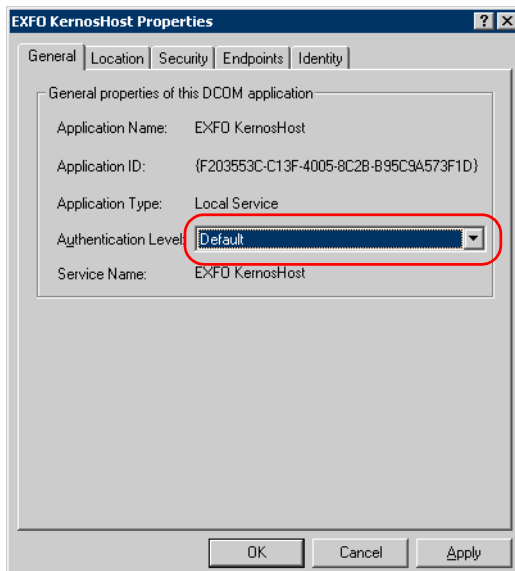 EXFO KernosHost Properties
General Location Security Endpoints Identity
General properties of this DCOM application
Application Name: EXFO KernosHost
Application ID: {F203553C-C13F-4005-8C2B-B95C9A573F1D}
Application Type: Local Service
Authentication Level: Default
Service Name: EXFO KernosHost
OK Cancel Apply